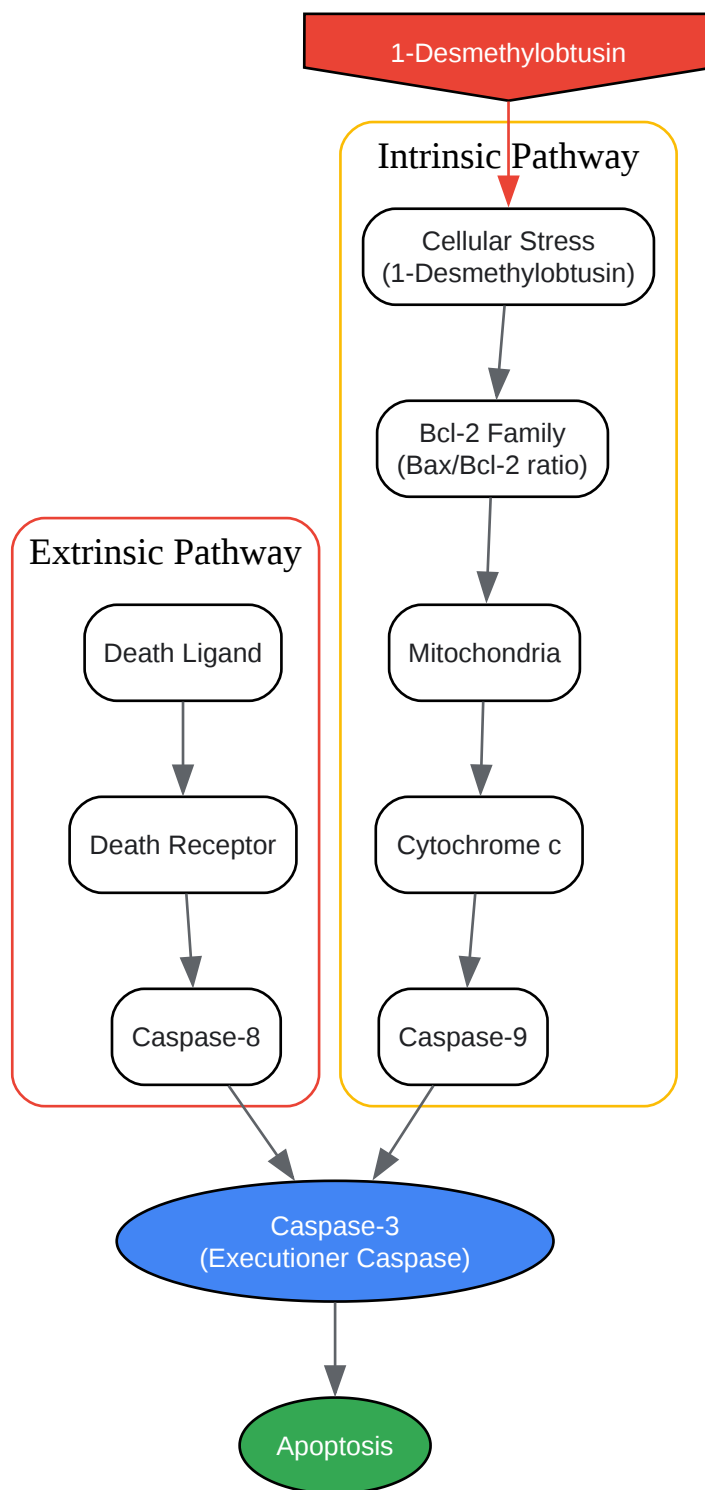 1-Desmethylobtusin
Intrinsic Pathway
Cellular Stress
(1-Desmethylobtusin)
Bcl-2 Family
(Bax/Bcl-2 ratio)
Mitochondria
Cytochrome c
Caspase-9
Extrinsic Pathway
Death Ligand
Death Receptor
Caspase-8
Caspase-3
(Executioner Caspase)
Apoptosis